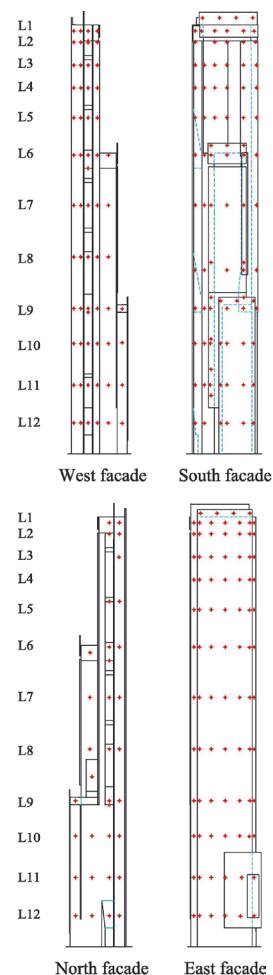 L1
L2
L3
L4
L5
L6
L7
L8
L9
L10
L11
L12
West facade South facade
L1
L2
L3
L4
L5
L6
L7
L8
L9
L10
L11
L12
North facade East facade